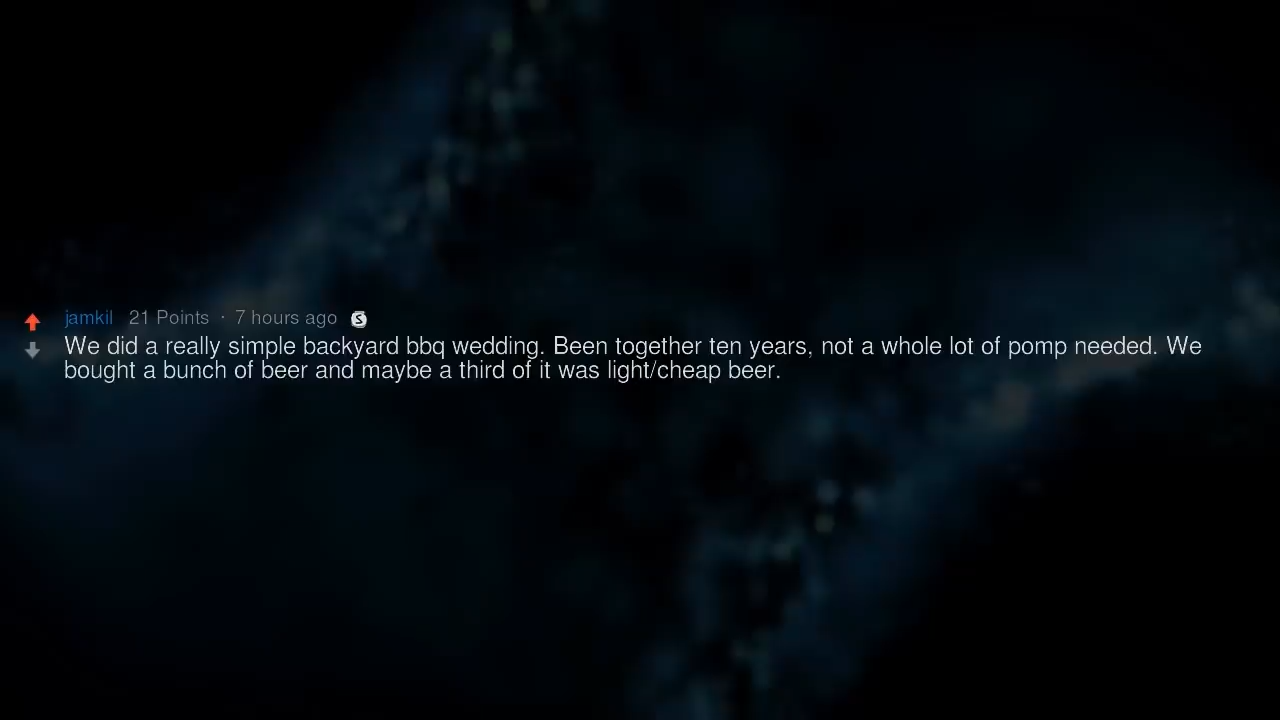 jamkil 21 Points · 7 hours ago S
We did a really simple backyard bbq wedding. Been together ten years, not a whole lot of pomp needed. We
bought a bunch of beer and maybe a third of it was light/cheap beer.